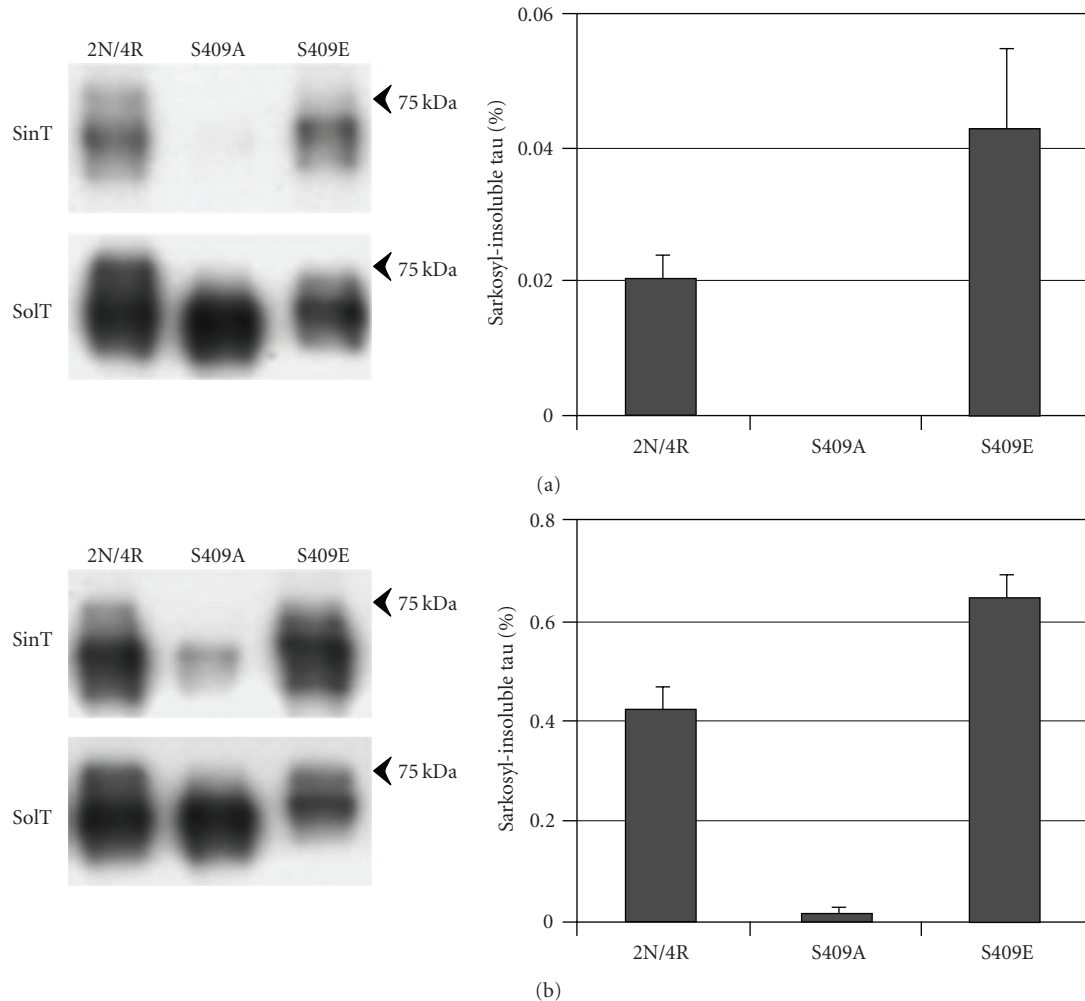 2N/4R S409A S409E
SinT
75 kDa
SolT
75 kDa
0.06
0.04
0.02
0
Sarkosyl-insoluble tau (%)
2N/4R S409A S409E
(a)
2N/4R S409A S409E
SinT
75 kDa
SolT
75 kDa
0.8
0.6
0.4
0.2
0
Sarkosyl-insoluble tau (%)
2N/4R S409A S409E
(b)